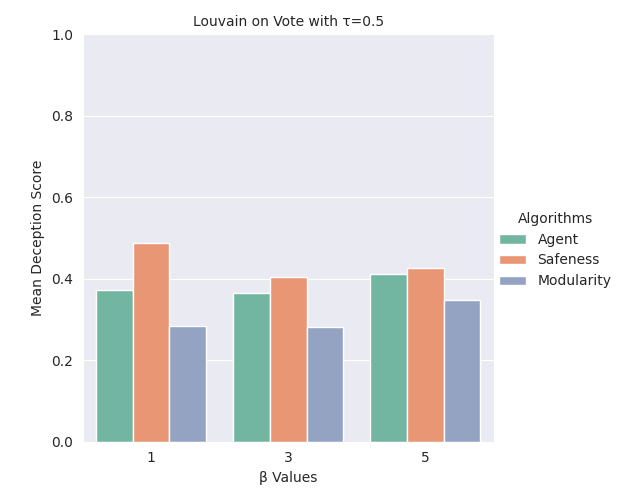 Louvain on Vote with τ=0.5
Mean Deception Score
1.0
0.8
0.6
0.4
0.2
0.0
1
3
5
β Values
Algorithms
Agent
Safeness
Modularity